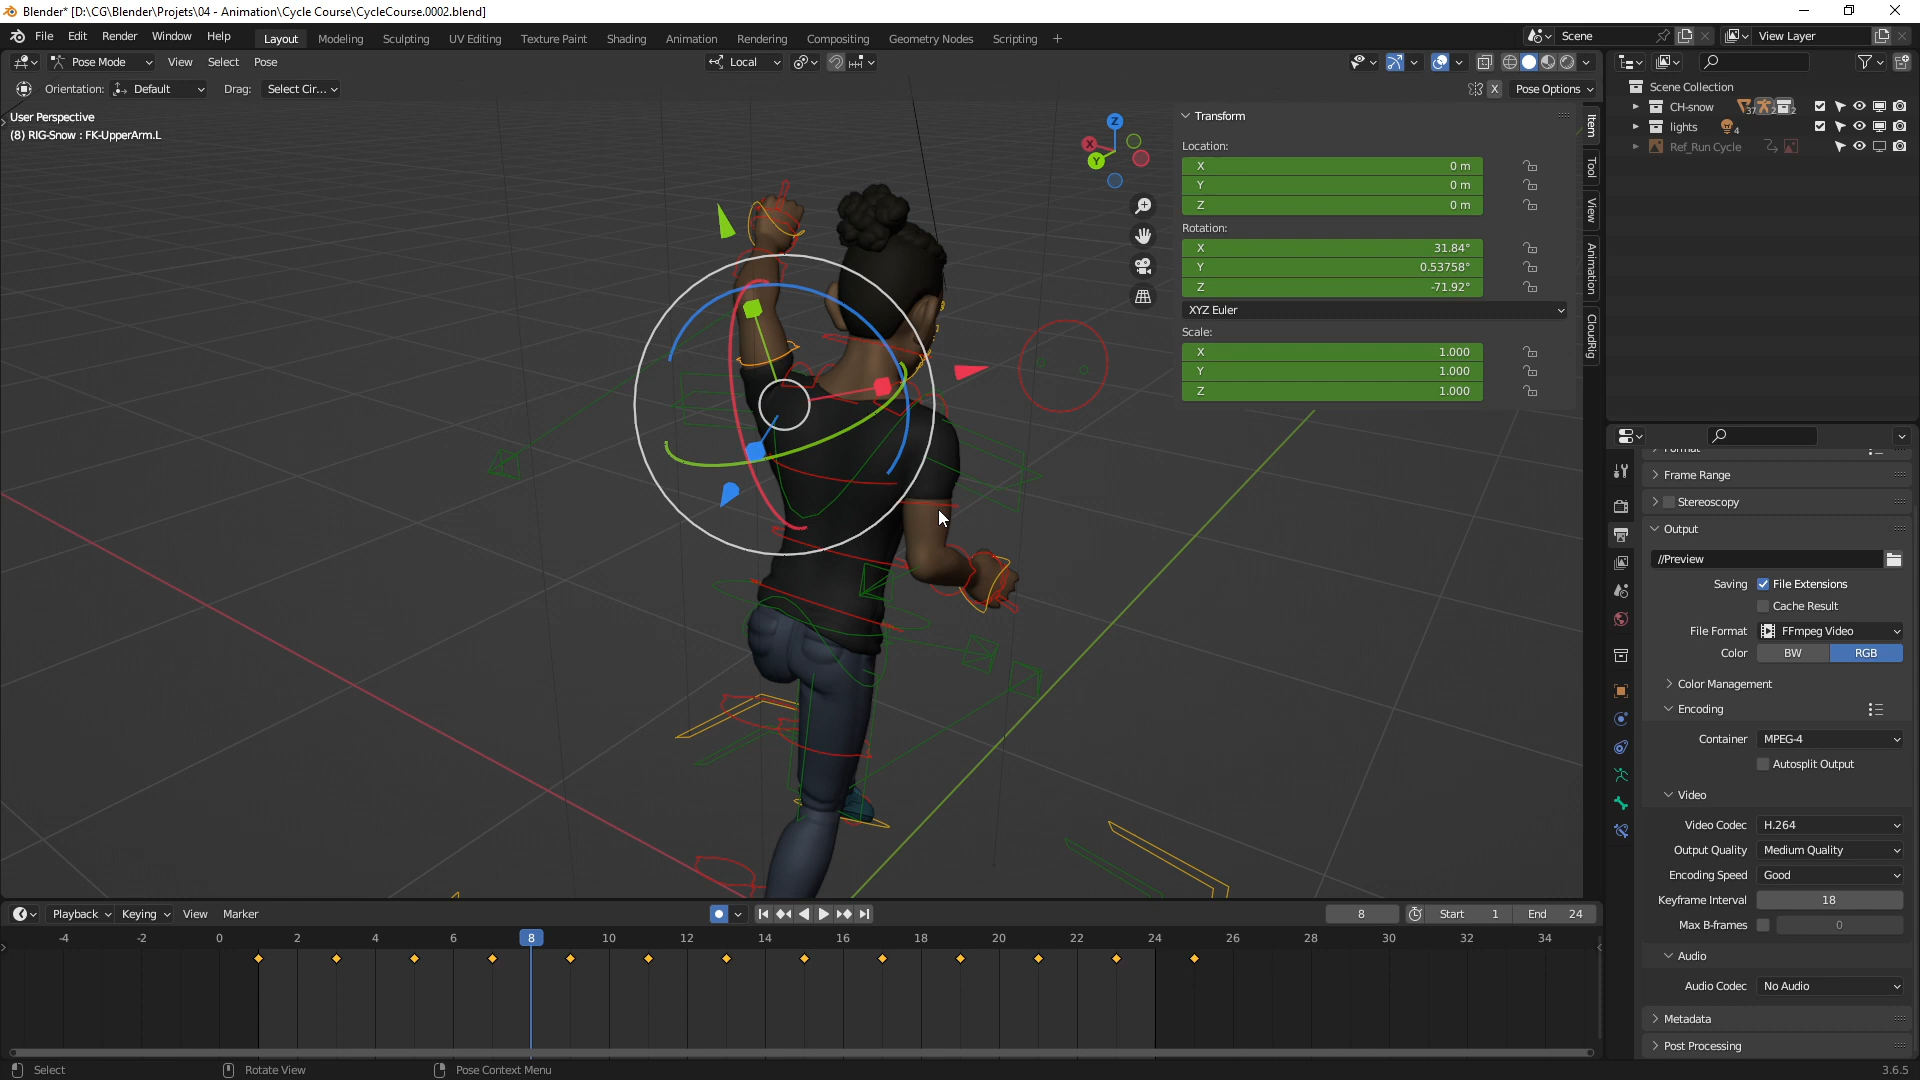 Blender* [D:\CG\Blender\Projets\04 - Animation\Cycle Course\CycleCourse.0002.blend]
File Edit Render Window Help Layout Modeling Sculpting UV Editing Texture Paint Shading Animation Rendering Compositing Geometry Nodes Scripting + Scene View Layer
Pose Mode View Select Pose Local
Orientation: Default Drag: Select Cir... X Pose Options
User Perspective
(8) RIG-Snow : FK-UpperArm.L
Z
X
Y
Transform
Location:
X 0 m
Y 0 m
Z 0 m
Rotation:
X 31.84°
Y 0.53758°
Z -71.92°
XYZ Euler
Scale:
X 1.000
Y 1.000
Z 1.000
Item
Tool
View
Animation
CloudRig
Scene Collection
CH-snow 37 2 2
lights 4
Ref_Run Cycle
Format
Frame Range
Stereoscopy
Output
//Preview
Saving File Extensions
Cache Result
File Format FFmpeg Video
Color BW RGB
Color Management
Encoding
Container MPEG-4
Autosplit Output
Video
Video Codec H.264
Output Quality Medium Quality
Encoding Speed Good
Keyframe Interval 18
Max B-frames 0
Audio
Audio Codec No Audio
Metadata
Post Processing
Playback Keying View Marker 8 Start 1 End 24
-4 -2 0 2 4 6 8 10 12 14 16 18 20 22 24 26 28 30 32 34
Select Rotate View Pose Context Menu 3.6.5